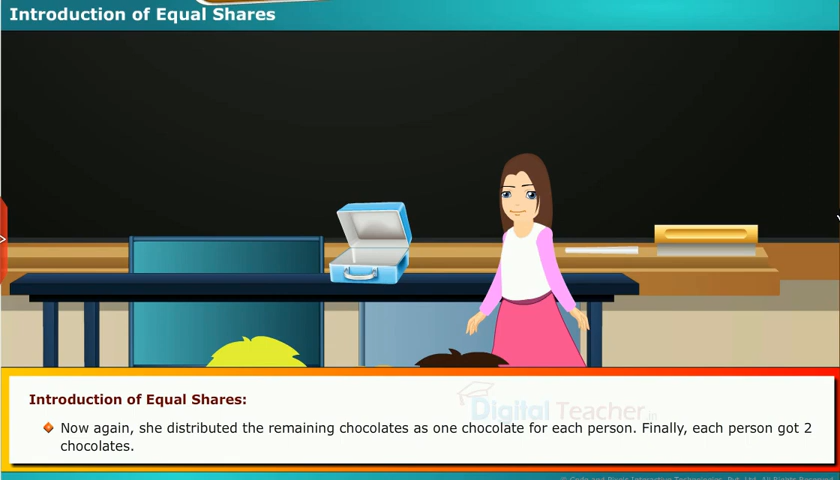 Introduction of Equal Shares
Introduction of Equal Shares:
Now again, she distributed the remaining chocolates as one chocolate for each person. Finally, each person got 2
chocolates.
Digital Teacher.in